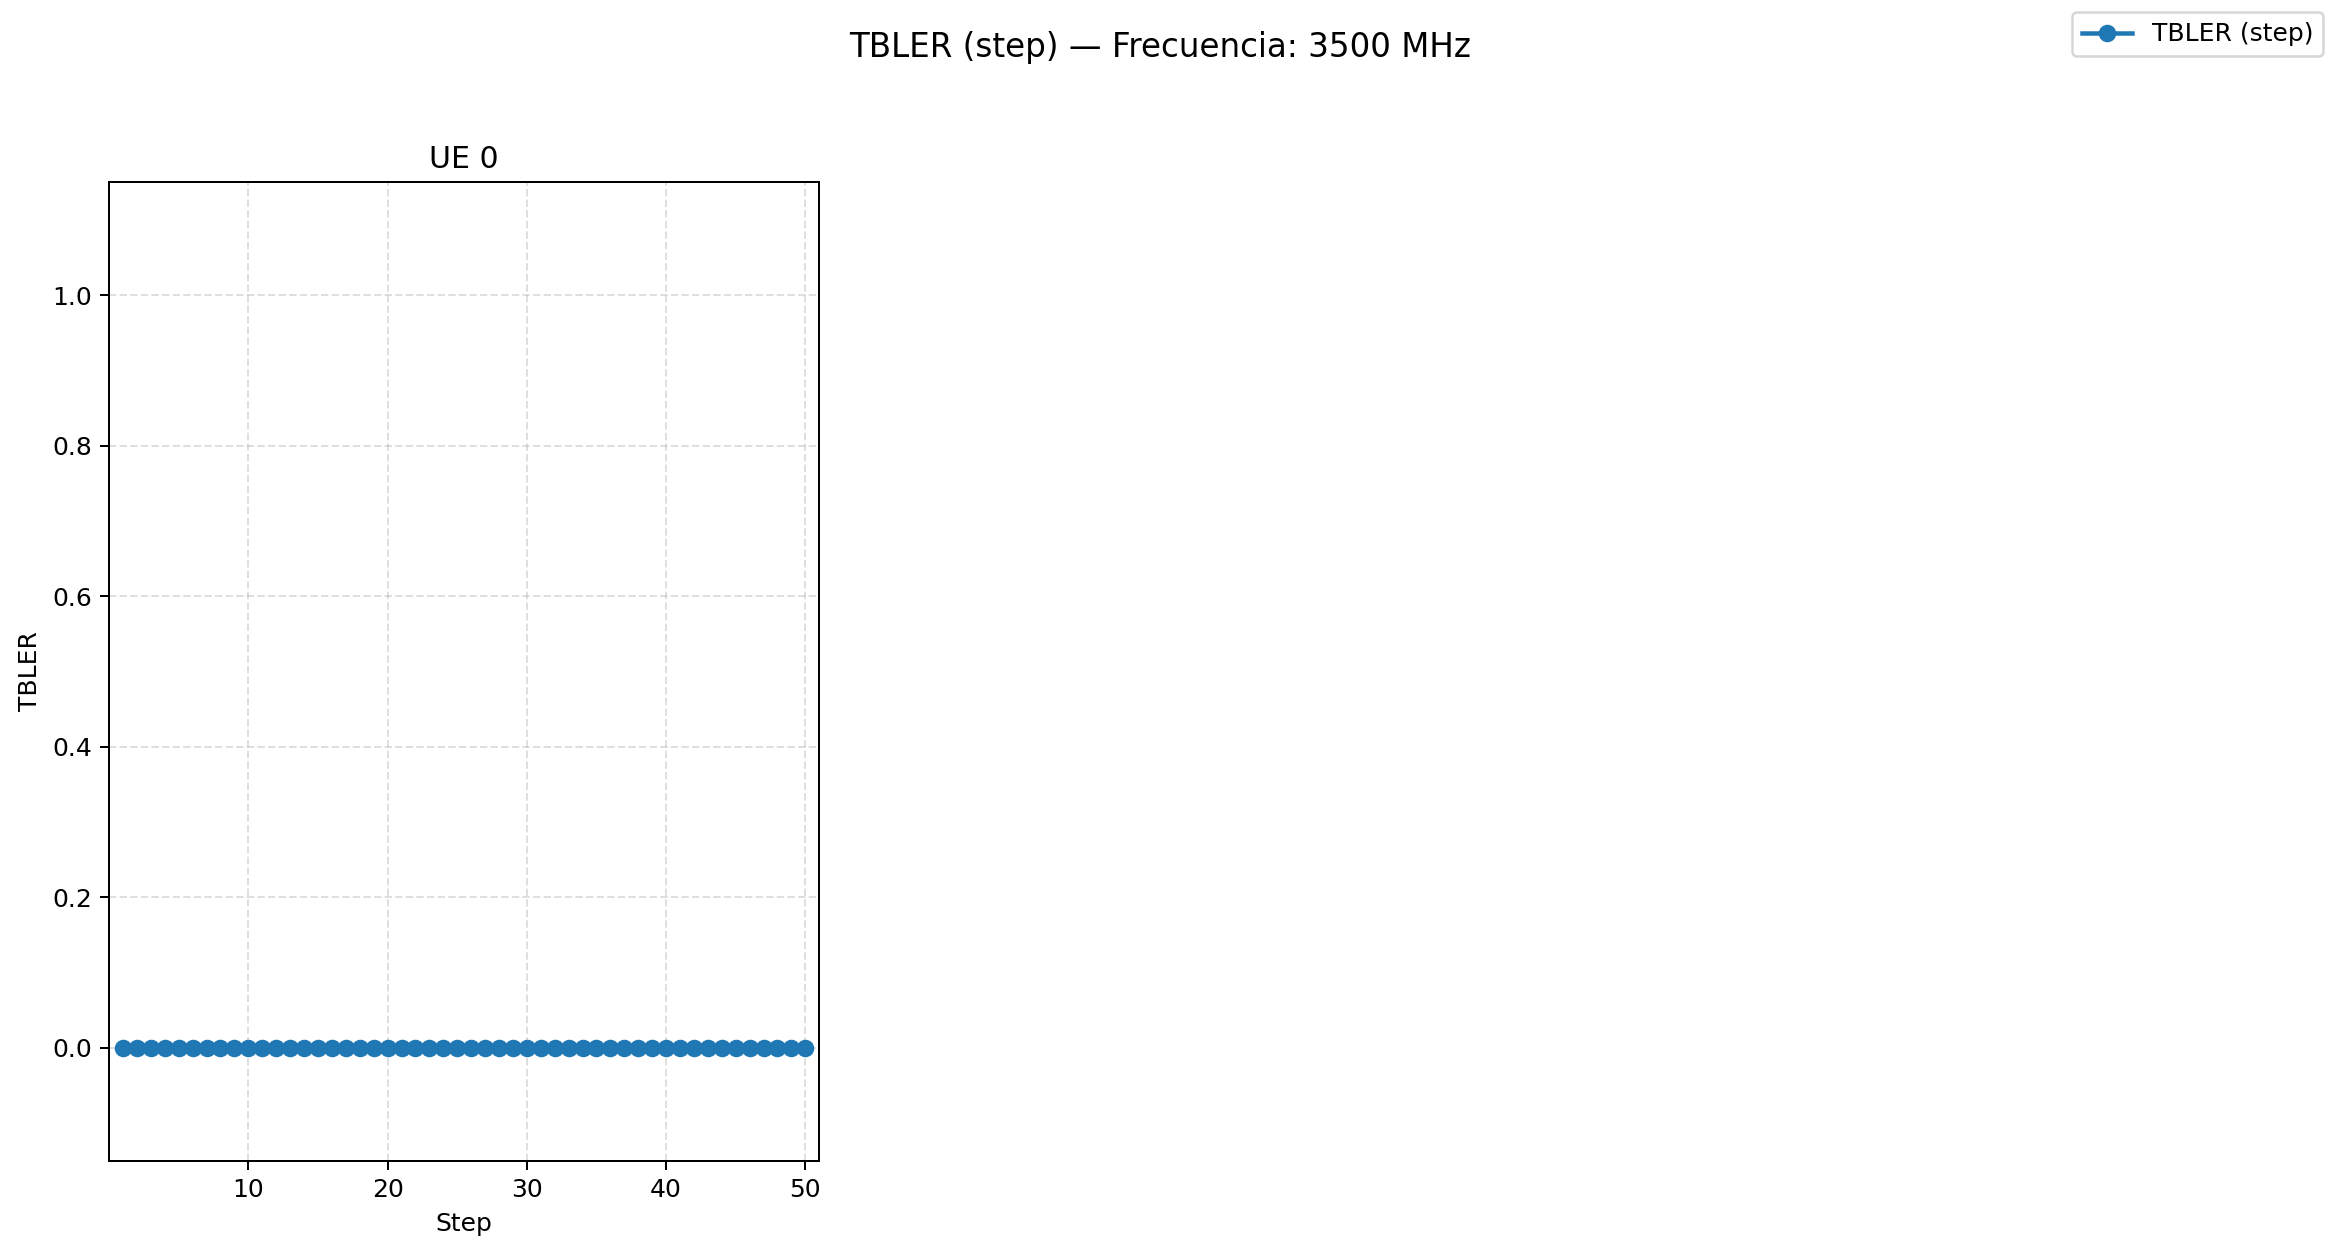 TBLER (step) — Frecuencia: 3500 MHz
TBLER (step)
UE 0
TBLER
1.0
0.8
0.6
0.4
0.2
0.0
10 20 30 40 50
Step